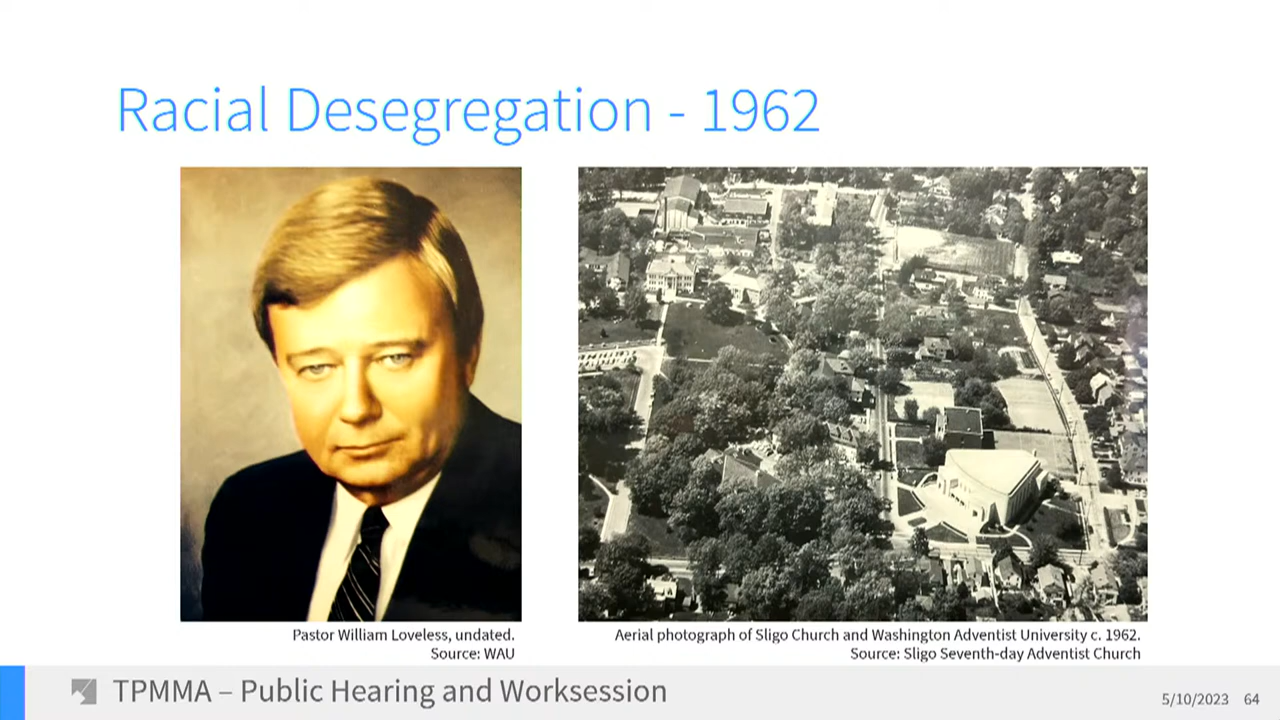 Racial Desegregation - 1962
Pastor William Loveless, undated.
Source: WAU
Aerial photograph of Sligo Church and Washington Adventist University c. 1962.
Source: Sligo Seventh-day Adventist Church
TPMMA – Public Hearing and Worksession
5/10/2023 64